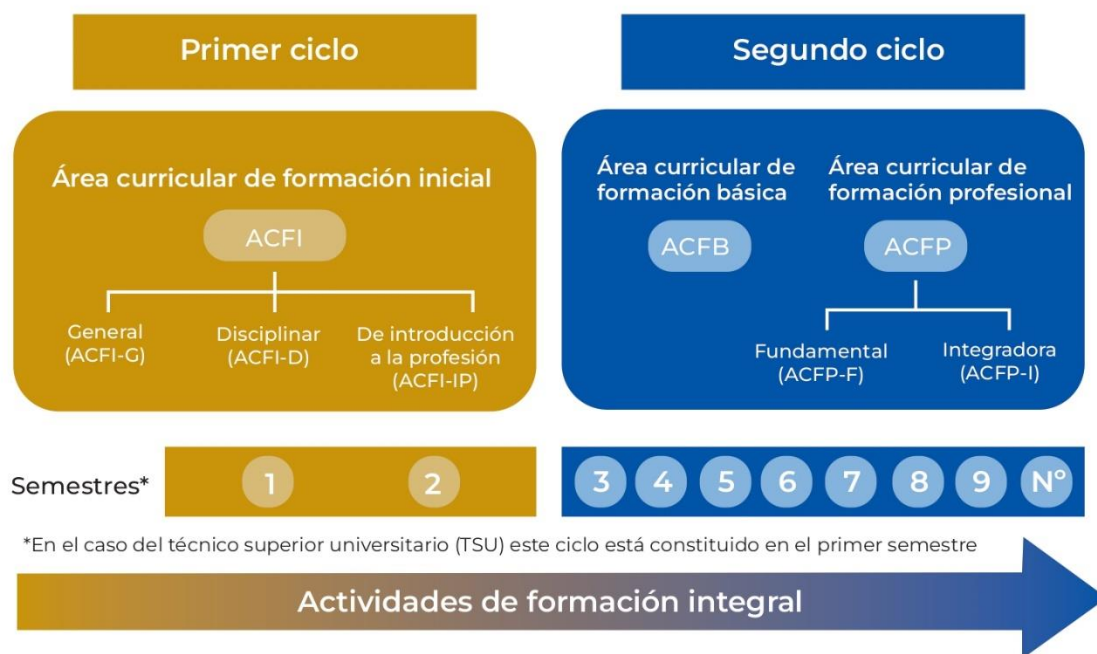 Primer ciclo
Segundo ciclo
Área curricular de formación inicial
ACFI
General
(ACFI-G)
Disciplinar
(ACFI-D)
De introducción
a la profesión
(ACFI-IP)
Área curricular de
formación básica
ACFB
Área curricular de
formación profesional
ACFP
Fundamental
(ACFP-F)
Integradora
(ACFP-I)
Semestres*
1
2
3
4
5
6
7
8
9
Nº
*En el caso del técnico superior universitario (TSU) este ciclo está constituido en el primer semestre
Actividades de formación integral